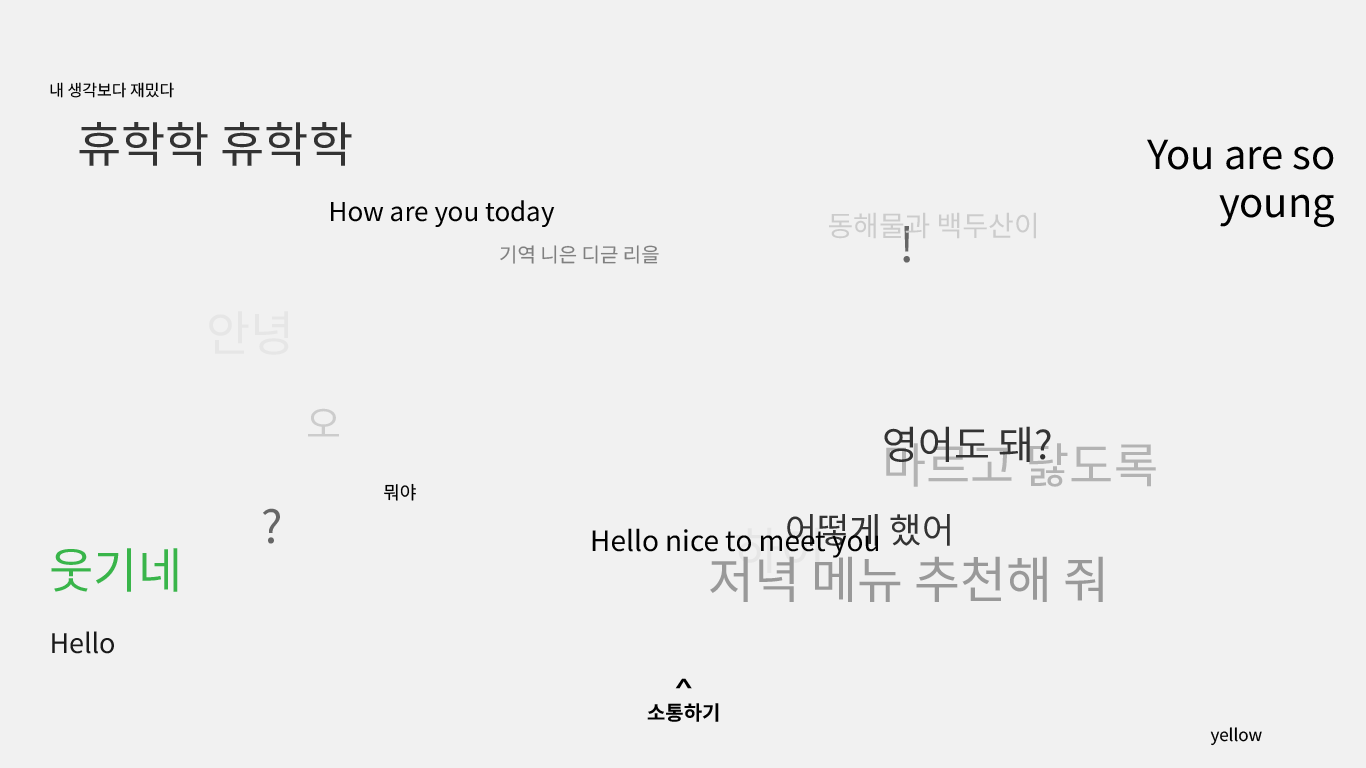 내 생각보다 재밌다
휴학학 휴학학
You are so
young
How are you today
동해물과 백두산이
!
기역 니은 디귿 리을
안녕
오
영어도 돼?
마르고 닳도록
뭐야
?
어떻게 했어
Hello nice to meet you
웃기네
저녁 메뉴 추천해 줘
Hello
^
소통하기
yellow